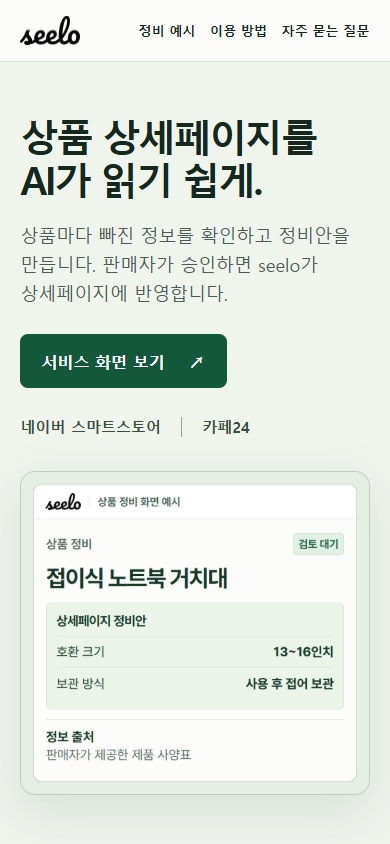 seelo
정비 예시 이용 방법 자주 묻는 질문
상품 상세페이지를
AI가 읽기 쉽게.
상품마다 빠진 정보를 확인하고 정비안을
만듭니다. 판매자가 승인하면 seelo가
상세페이지에 반영합니다.
서비스 화면 보기 ↗
네이버 스마트스토어 카페24
seelo 상품 정비 화면 예시
상품 정비 검토 대기
접이식 노트북 거치대
상세페이지 정비안
호환 크기 13~16인치
보관 방식 사용 후 접어 보관
정보 출처
판매자가 제공한 제품 사양표